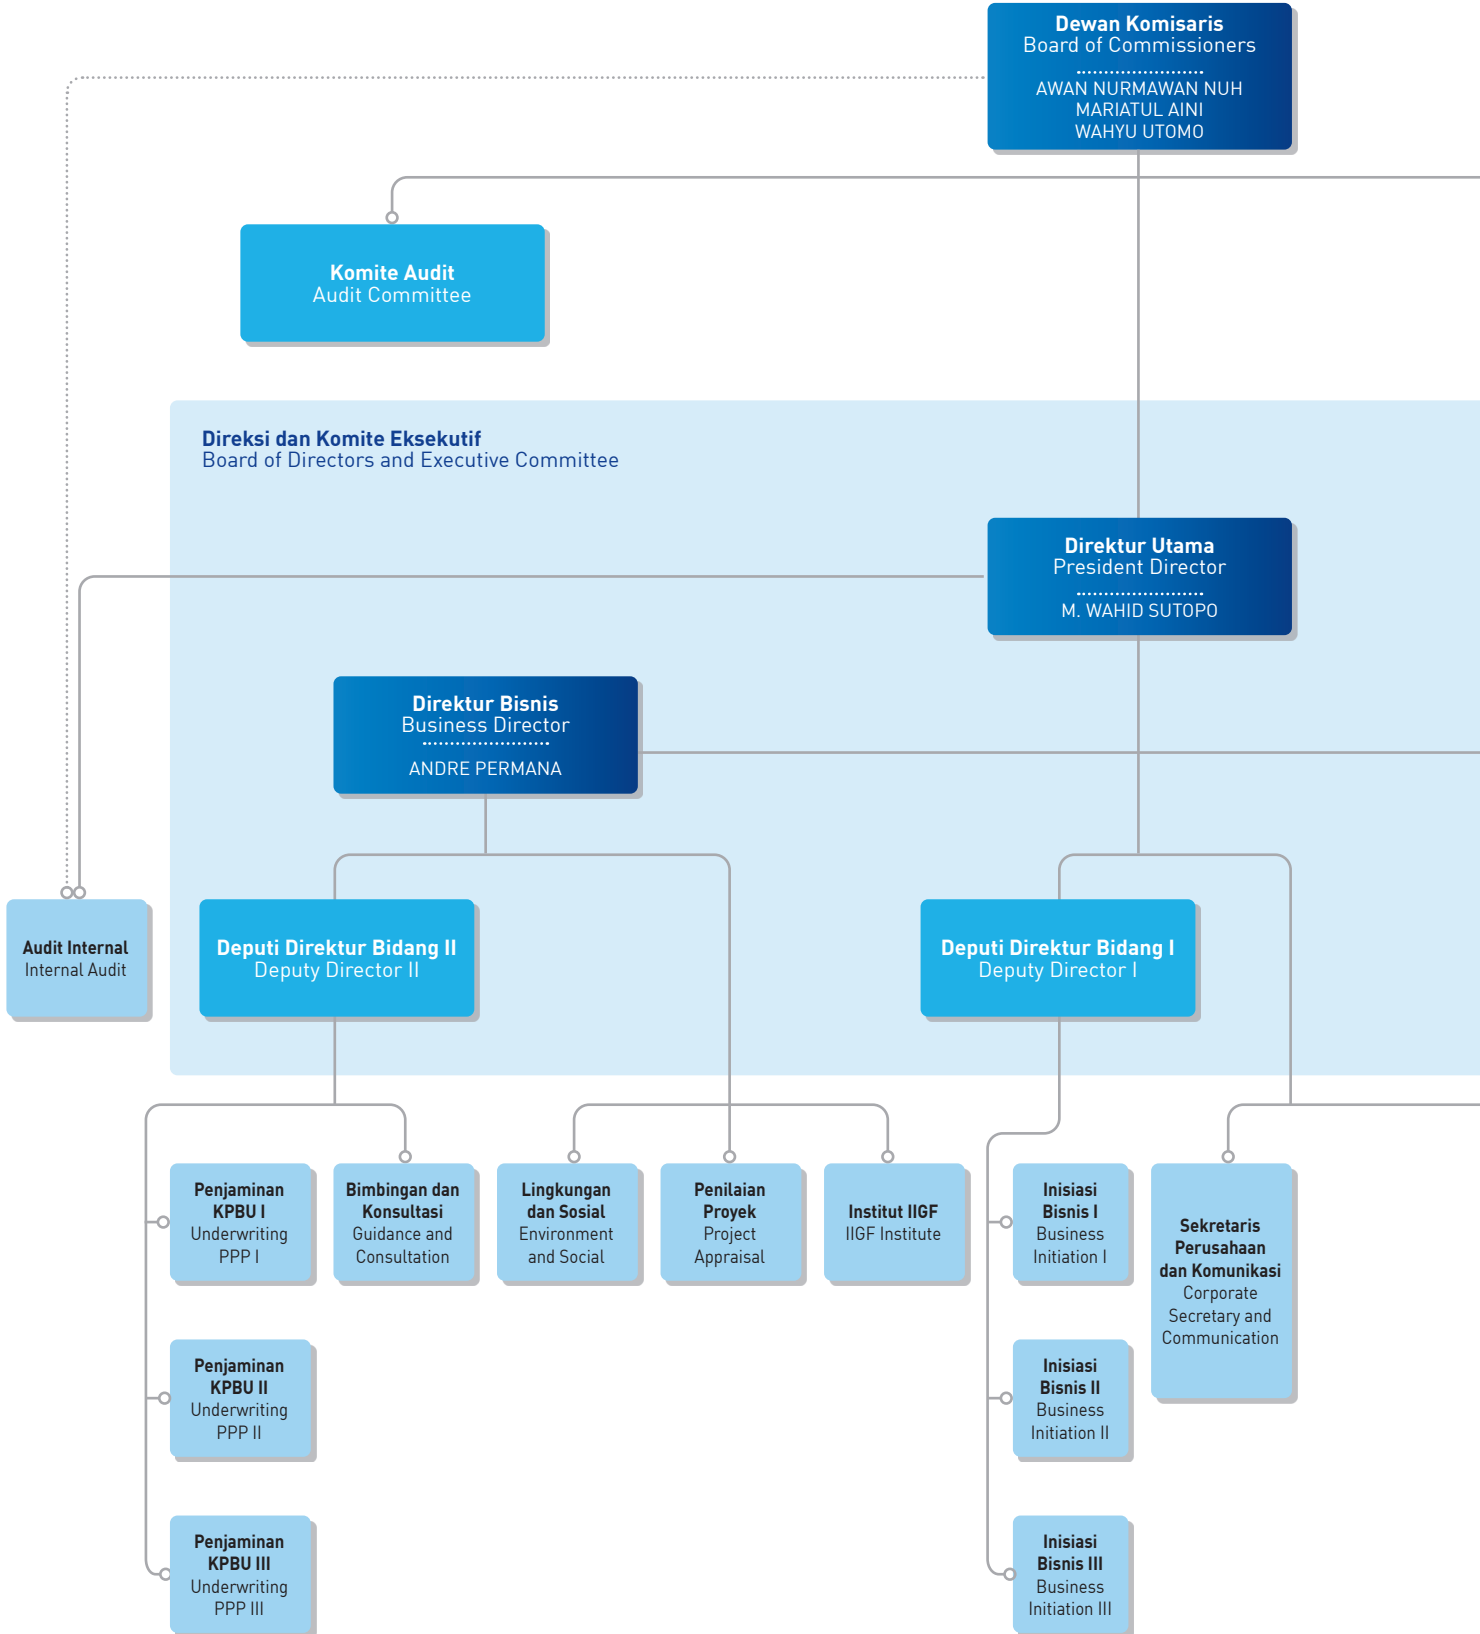 Dewan Komisaris
Board of Commissioners
AWAN NURMAWAN NUH
MARIATUL AINI
WAHYU UTOMO
Komite Audit
Audit Committee
Direksi dan Komite Eksekutif
Board of Directors and Executive Committee
Direktur Utama
President Director
M. WAHID SUTOPO
Direktur Bisnis
Business Director
ANDRE PERMANA
Audit Internal
Internal Audit
Deputi Direktur Bidang II
Deputy Director II
Deputi Direktur Bidang I
Deputy Director I
Penjaminan
KPBU I
Underwriting
PPP I
Bimbingan dan
Konsultasi
Guidance and
Consultation
Lingkungan
dan Sosial
Environment
and Social
Penilaian
Proyek
Project
Appraisal
Institut IIGF
IIGF Institute
Inisiasi
Bisnis I
Business
Initiation I
Sekretaris
Perusahaan
dan Komunikasi
Corporate
Secretary and
Communication
Penjaminan
KPBU II
Underwriting
PPP II
Inisiasi
Bisnis II
Business
Initiation II
Penjaminan
KPBU III
Underwriting
PPP III
Inisiasi
Bisnis III
Business
Initiation III